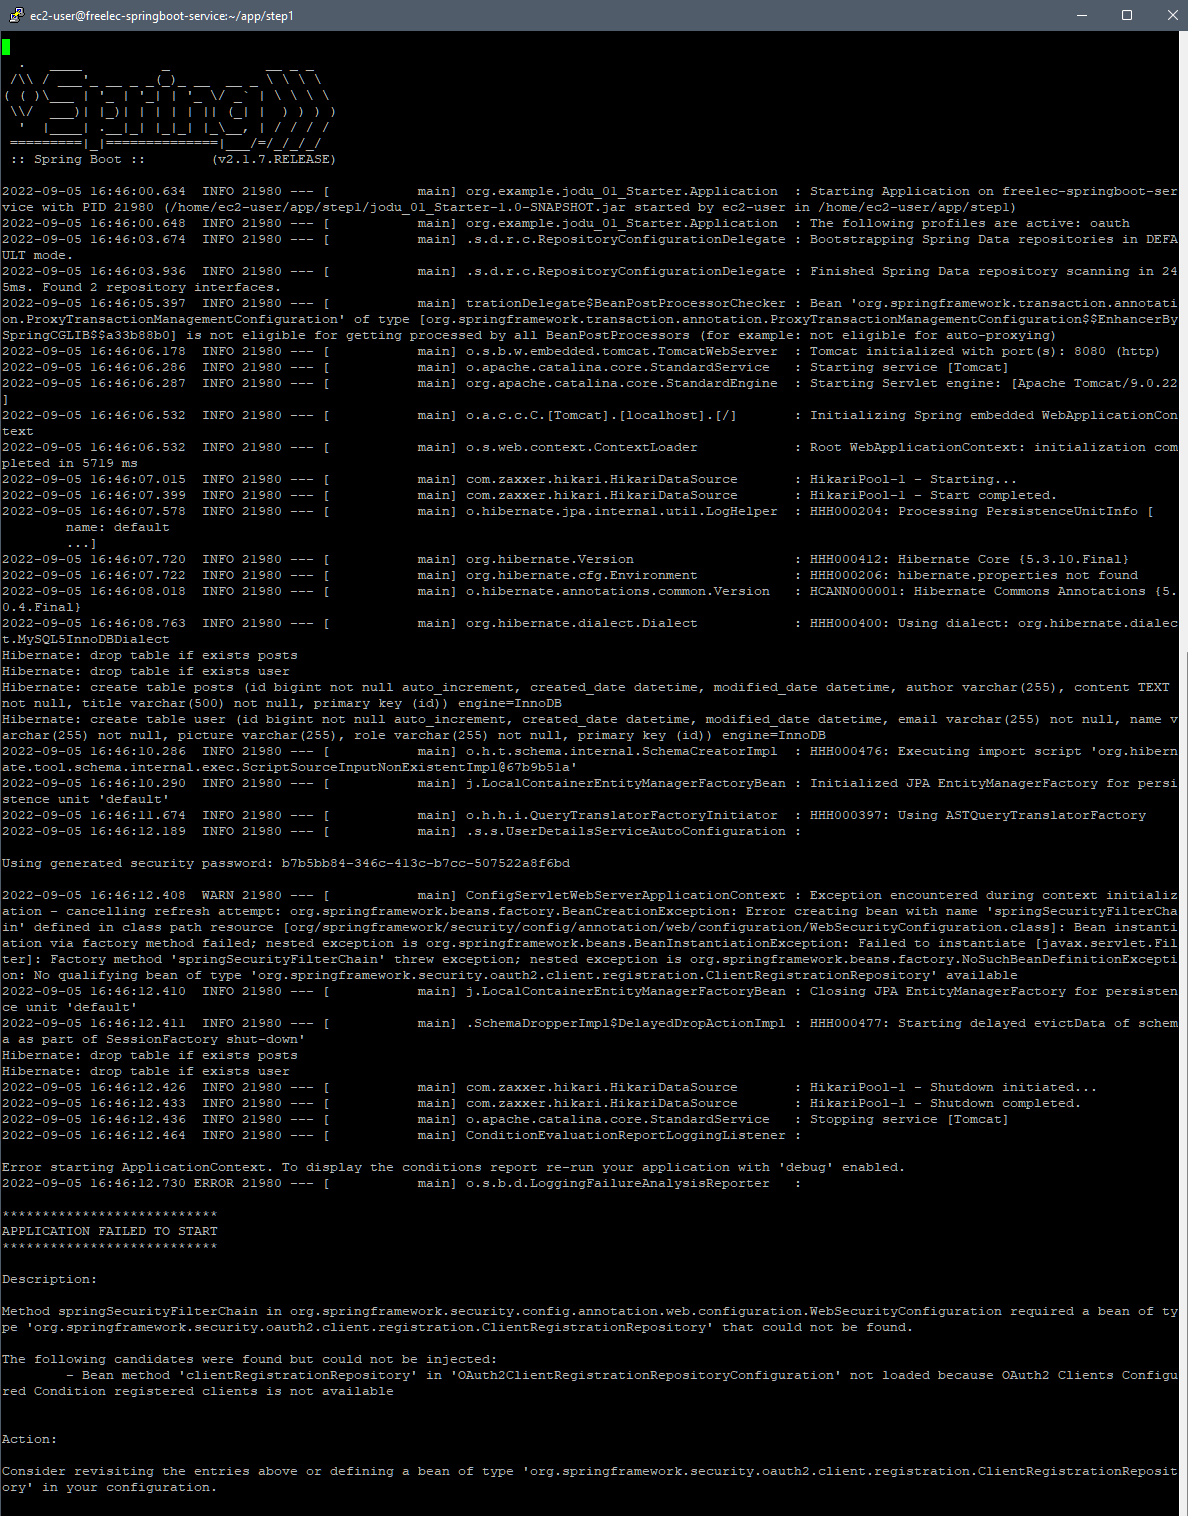 ec2-user@freelec-springboot-service:~/app/step1
  .   ____          _            __ _ _
 /\\ / ___'_ __ _ _(_)_ __  __ _ \ \ \ \
( ( )\___ | '_ | '_| | '_ \/ _` | \ \ \ \
 \\/  ___)| |_)| | | | | || (_| |  ) ) ) )
  '  |____| .__|_| |_|_| |_\__, | / / / /
 =========|_|==============|___/=/_/_/_/
 :: Spring Boot ::        (v2.1.7.RELEASE)
2022-09-05 16:46:00.634  INFO 21980 --- [           main] org.example.jodu_01_Starter.Application  : Starting Application on freelec-springboot-ser
vice with PID 21980 (/home/ec2-user/app/step1/jodu_01_Starter-1.0-SNAPSHOT.jar started by ec2-user in /home/ec2-user/app/step1)
2022-09-05 16:46:00.648  INFO 21980 --- [           main] org.example.jodu_01_Starter.Application  : The following profiles are active: oauth
2022-09-05 16:46:03.674  INFO 21980 --- [           main] .s.d.r.c.RepositoryConfigurationDelegate : Bootstrapping Spring Data repositories in DEFA
ULT mode.
2022-09-05 16:46:03.936  INFO 21980 --- [           main] .s.d.r.c.RepositoryConfigurationDelegate : Finished Spring Data repository scanning in 24
5ms. Found 2 repository interfaces.
2022-09-05 16:46:05.397  INFO 21980 --- [           main] trationDelegate$BeanPostProcessorChecker : Bean 'org.springframework.transaction.annotati
on.ProxyTransactionManagementConfiguration' of type [org.springframework.transaction.annotation.ProxyTransactionManagementConfiguration$$EnhancerBy
SpringCGLIB$$a33b88b0] is not eligible for getting processed by all BeanPostProcessors (for example: not eligible for auto-proxying)
2022-09-05 16:46:06.178  INFO 21980 --- [           main] o.s.b.w.embedded.tomcat.TomcatWebServer  : Tomcat initialized with port(s): 8080 (http)
2022-09-05 16:46:06.286  INFO 21980 --- [           main] o.apache.catalina.core.StandardService   : Starting service [Tomcat]
2022-09-05 16:46:06.287  INFO 21980 --- [           main] org.apache.catalina.core.StandardEngine  : Starting Servlet engine: [Apache Tomcat/9.0.22
]
2022-09-05 16:46:06.532  INFO 21980 --- [           main] o.a.c.c.C.[Tomcat].[localhost].[/]       : Initializing Spring embedded WebApplicationCon
text
2022-09-05 16:46:06.532  INFO 21980 --- [           main] o.s.web.context.ContextLoader            : Root WebApplicationContext: initialization com
pleted in 5719 ms
2022-09-05 16:46:07.015  INFO 21980 --- [           main] com.zaxxer.hikari.HikariDataSource       : HikariPool-1 - Starting...
2022-09-05 16:46:07.399  INFO 21980 --- [           main] com.zaxxer.hikari.HikariDataSource       : HikariPool-1 - Start completed.
2022-09-05 16:46:07.578  INFO 21980 --- [           main] o.hibernate.jpa.internal.util.LogHelper  : HHH000204: Processing PersistenceUnitInfo [
        name: default
        ...]
2022-09-05 16:46:07.720  INFO 21980 --- [           main] org.hibernate.Version                    : HHH000412: Hibernate Core {5.3.10.Final}
2022-09-05 16:46:07.722  INFO 21980 --- [           main] org.hibernate.cfg.Environment            : HHH000206: hibernate.properties not found
2022-09-05 16:46:08.018  INFO 21980 --- [           main] o.hibernate.annotations.common.Version   : HCANN000001: Hibernate Commons Annotations {5.
0.4.Final}
2022-09-05 16:46:08.763  INFO 21980 --- [           main] org.hibernate.dialect.Dialect            : HHH000400: Using dialect: org.hibernate.dialec
t.MySQL5InnoDBDialect
Hibernate: drop table if exists posts
Hibernate: drop table if exists user
Hibernate: create table posts (id bigint not null auto_increment, created_date datetime, modified_date datetime, author varchar(255), content TEXT
not null, title varchar(500) not null, primary key (id)) engine=InnoDB
Hibernate: create table user (id bigint not null auto_increment, created_date datetime, modified_date datetime, email varchar(255) not null, name v
archar(255) not null, picture varchar(255), role varchar(255) not null, primary key (id)) engine=InnoDB
2022-09-05 16:46:10.286  INFO 21980 --- [           main] o.h.t.schema.internal.SchemaCreatorImpl  : HHH000476: Executing import script 'org.hibern
ate.tool.schema.internal.exec.ScriptSourceInputNonExistentImpl@67b9b51a'
2022-09-05 16:46:10.290  INFO 21980 --- [           main] j.LocalContainerEntityManagerFactoryBean : Initialized JPA EntityManagerFactory for persi
stence unit 'default'
2022-09-05 16:46:11.674  INFO 21980 --- [           main] o.h.h.i.QueryTranslatorFactoryInitiator  : HHH000397: Using ASTQueryTranslatorFactory
2022-09-05 16:46:12.189  INFO 21980 --- [           main] .s.s.UserDetailsServiceAutoConfiguration :
Using generated security password: b7b5bb84-346c-413c-b7cc-507522a8f6bd
2022-09-05 16:46:12.408  WARN 21980 --- [           main] ConfigServletWebServerApplicationContext : Exception encountered during context initializ
ation - cancelling refresh attempt: org.springframework.beans.factory.BeanCreationException: Error creating bean with name 'springSecurityFilterCha
in' defined in class path resource [org/springframework/security/config/annotation/web/configuration/WebSecurityConfiguration.class]: Bean instanti
ation via factory method failed; nested exception is org.springframework.beans.BeanInstantiationException: Failed to instantiate [javax.servlet.Fil
ter]: Factory method 'springSecurityFilterChain' threw exception; nested exception is org.springframework.beans.factory.NoSuchBeanDefinitionExcepti
on: No qualifying bean of type 'org.springframework.security.oauth2.client.registration.ClientRegistrationRepository' available
2022-09-05 16:46:12.410  INFO 21980 --- [           main] j.LocalContainerEntityManagerFactoryBean : Closing JPA EntityManagerFactory for persisten
ce unit 'default'
2022-09-05 16:46:12.411  INFO 21980 --- [           main] .SchemaDropperImpl$DelayedDropActionImpl : HHH000477: Starting delayed evictData of schem
a as part of SessionFactory shut-down'
Hibernate: drop table if exists posts
Hibernate: drop table if exists user
2022-09-05 16:46:12.426  INFO 21980 --- [           main] com.zaxxer.hikari.HikariDataSource       : HikariPool-1 - Shutdown initiated...
2022-09-05 16:46:12.433  INFO 21980 --- [           main] com.zaxxer.hikari.HikariDataSource       : HikariPool-1 - Shutdown completed.
2022-09-05 16:46:12.436  INFO 21980 --- [           main] o.apache.catalina.core.StandardService   : Stopping service [Tomcat]
2022-09-05 16:46:12.464  INFO 21980 --- [           main] ConditionEvaluationReportLoggingListener :
Error starting ApplicationContext. To display the conditions report re-run your application with 'debug' enabled.
2022-09-05 16:46:12.730 ERROR 21980 --- [           main] o.s.b.d.LoggingFailureAnalysisReporter   :
***************************
APPLICATION FAILED TO START
***************************
Description:
Method springSecurityFilterChain in org.springframework.security.config.annotation.web.configuration.WebSecurityConfiguration required a bean of ty
pe 'org.springframework.security.oauth2.client.registration.ClientRegistrationRepository' that could not be found.
The following candidates were found but could not be injected:
        - Bean method 'clientRegistrationRepository' in 'OAuth2ClientRegistrationRepositoryConfiguration' not loaded because OAuth2 Clients Configu
red Condition registered clients is not available
Action:
Consider revisiting the entries above or defining a bean of type 'org.springframework.security.oauth2.client.registration.ClientRegistrationReposit
ory' in your configuration.